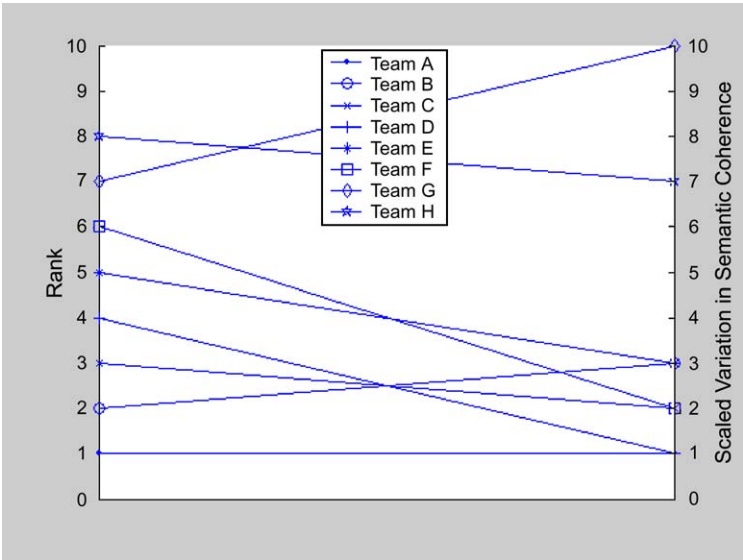 10
9
8
7
6
5
4
3
2
1
0
Rank
Team A
Team B
Team C
Team D
Team E
Team F
Team G
Team H
10
9
8
7
6
5
4
3
2
1
0
Scaled Variation in Semantic Coherence